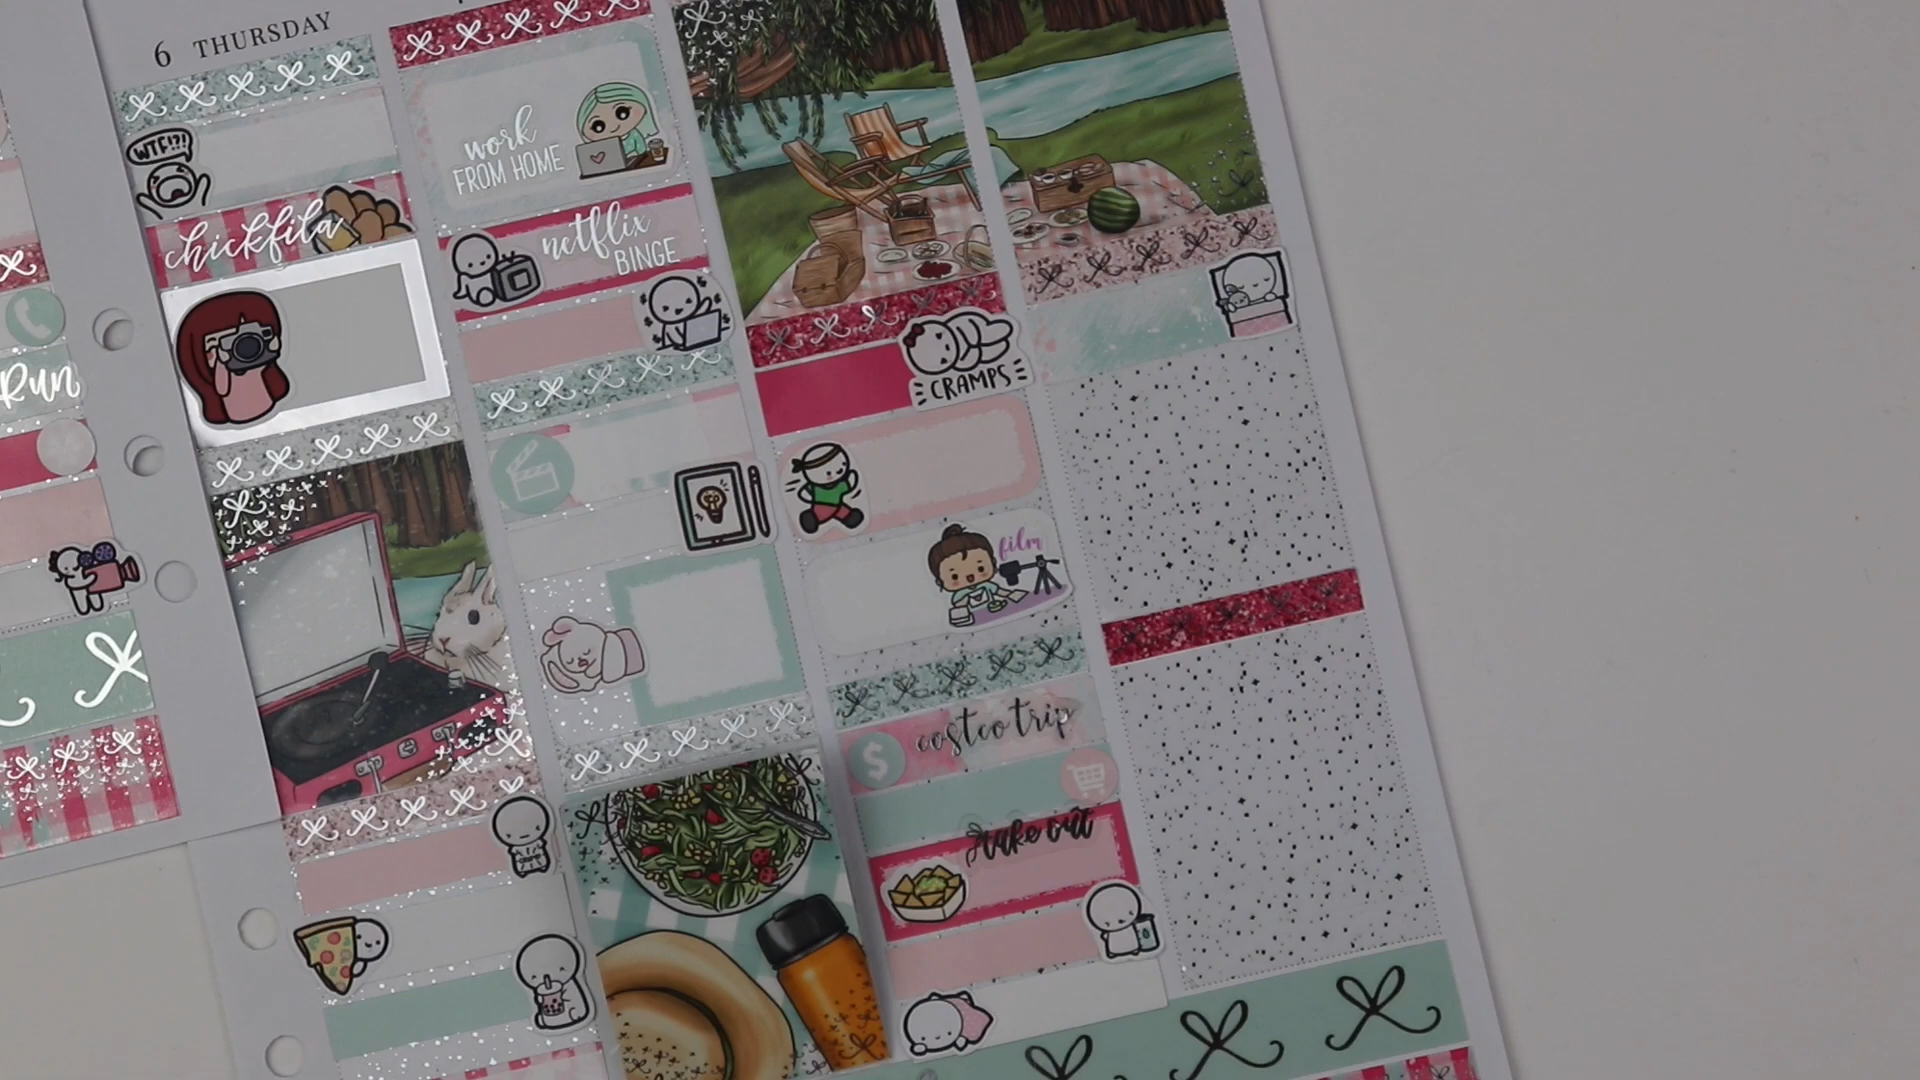 6 THURSDAY
WTF!?!
chickfila
Run
work
FROM HOME
netflix
BINGE
CRAMPS
film
$
costco trip
take out